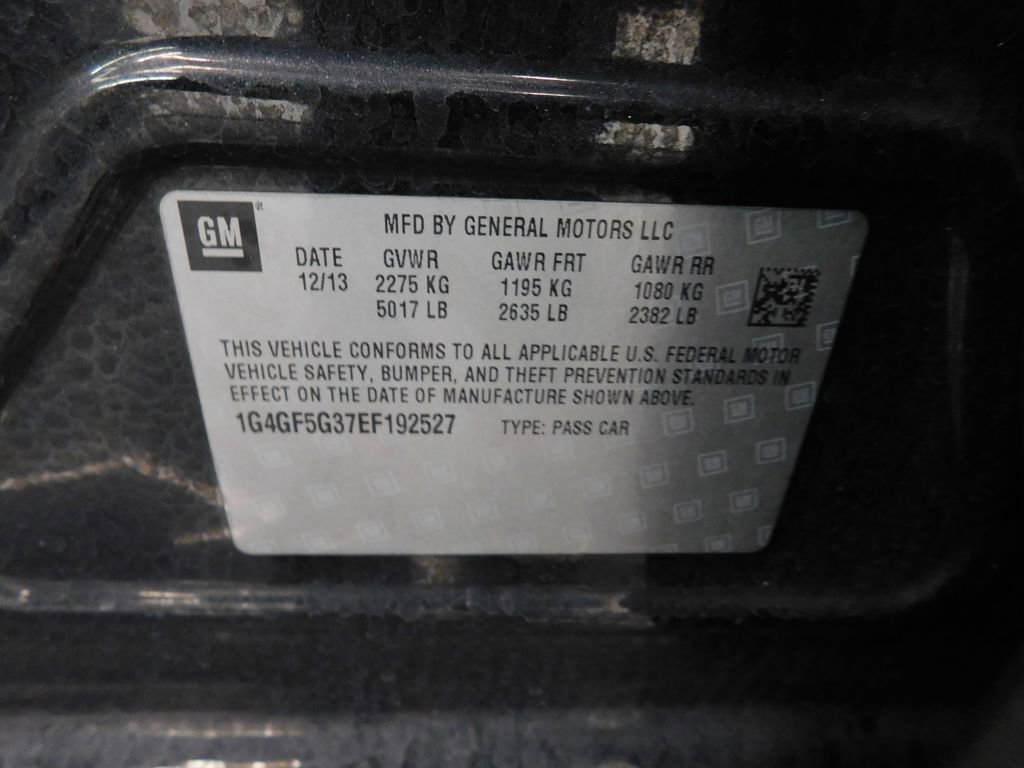 GM
MFD BY GENERAL MOTORS LLC
DATE GVWR GAWR FRT GAWR RR
12/13 2275 KG 1195 KG 1080 KG
5017 LB 2635 LB 2382 LB
THIS VEHICLE CONFORMS TO ALL APPLICABLE U.S. FEDERAL MOTOR
VEHICLE SAFETY, BUMPER, AND THEFT PREVENTION STANDARDS IN
EFFECT ON THE DATE OF MANUFACTURE SHOWN ABOVE.
1G4GF5G37EF192527 TYPE: PASS CAR